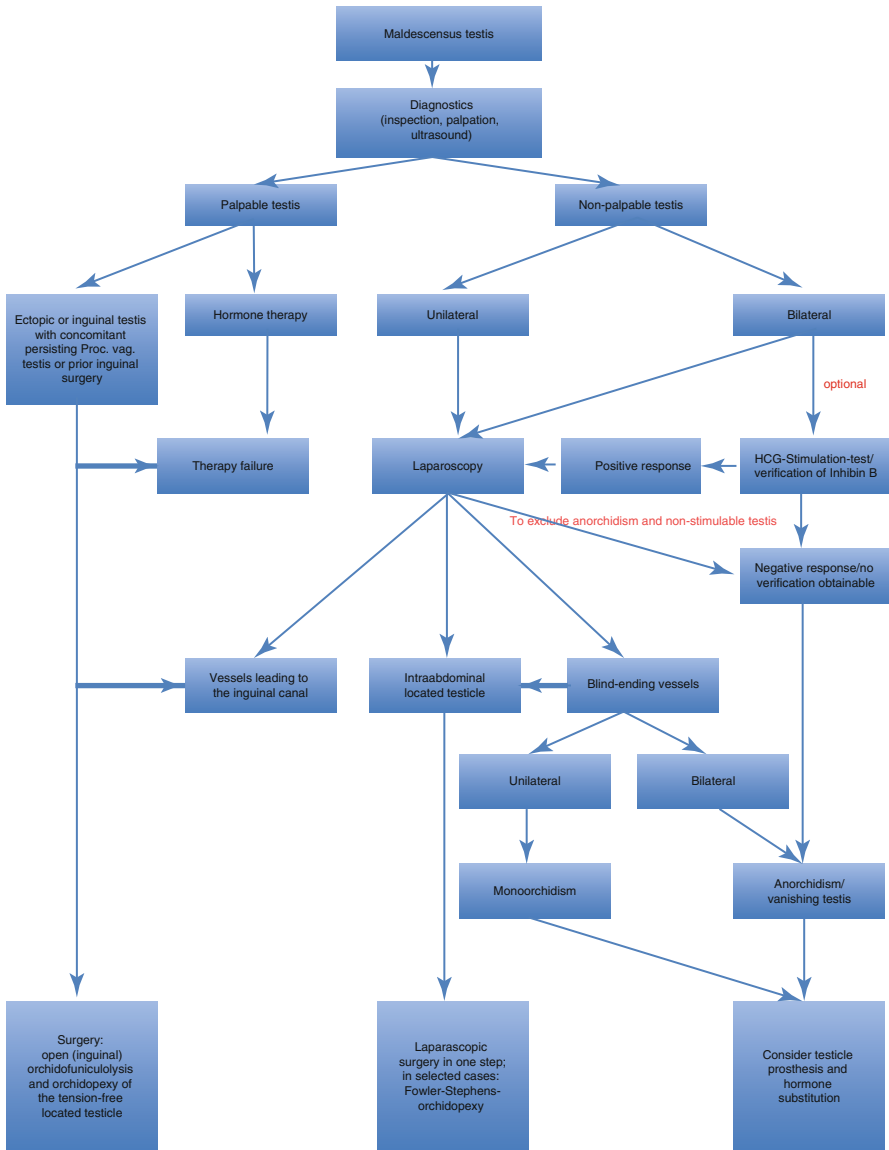 Maldescensus testis
Diagnostics
(inspection, palpation,
ultrasound)
Palpable testis
Non-palpable testis
Ectopic or inguinal testis
with concomitant
persisting Proc. vag.
testis or prior inguinal
surgery
Hormone therapy
Unilateral
Bilateral
optional
Therapy failure
Laparoscopy
Positive response
HCG-Stimulation-test/
verification of Inhibin B
To exclude anorchidism and non-stimulable testis
Negative response/no
verification obtainable
Vessels leading to
the inguinal canal
Intraabdominal
located testicle
Blind-ending vessels
Unilateral
Bilateral
Monoorchidism
Anorchidism/
vanishing testis
Surgery:
open (inguinal)
orchidofuniculolysis
and orchidopexy of
the tension-free
located testicle
Laparascopic
surgery in one step;
in selected cases:
Fowler-Stephens-
orchidopexy
Consider testicle
prosthesis and
hormone
substitution